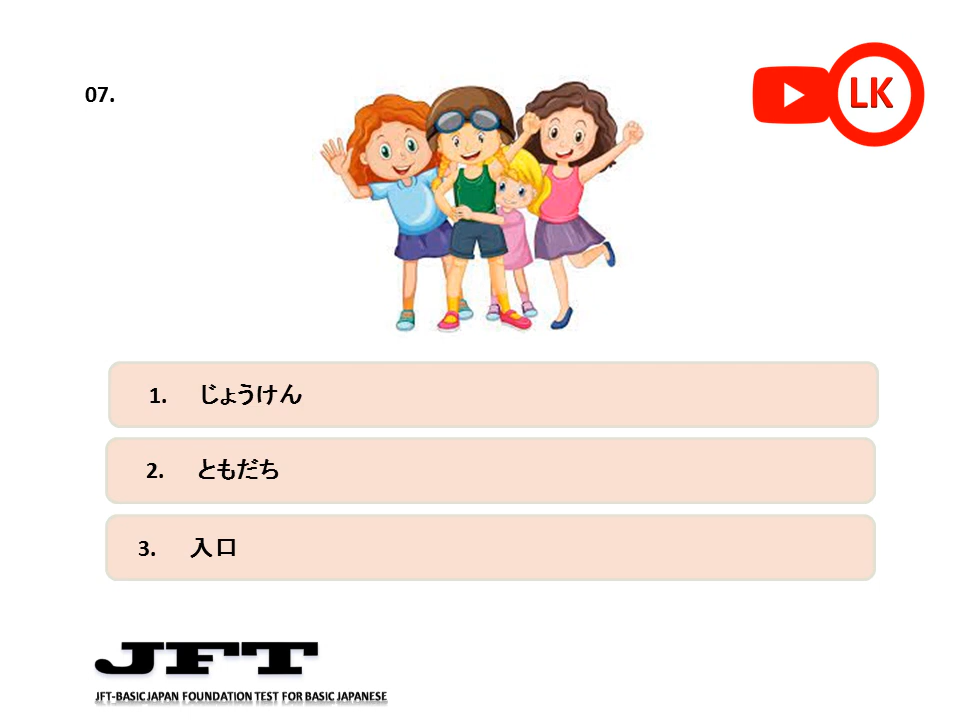 07.
LK
1. じょうけん
2. ともだち
3. 入口
JFT
JFT-BASIC JAPAN FOUNDATION TEST FOR BASIC JAPANESE